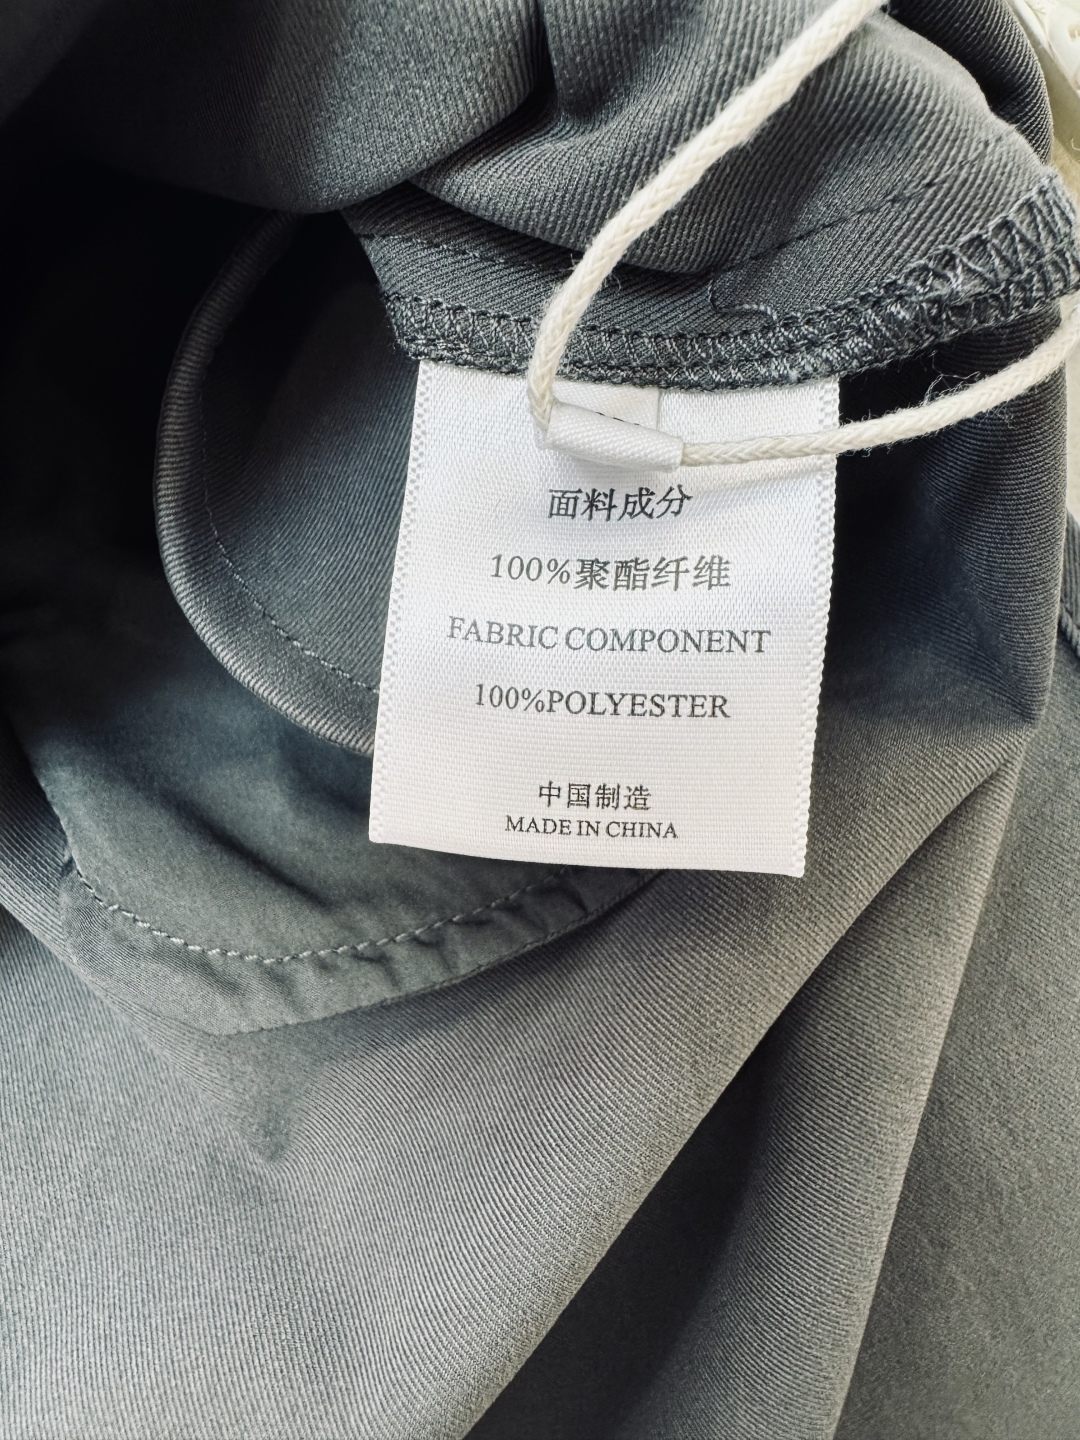 面料成分
100%聚酯纤维
FABRIC COMPONENT
100%POLYESTER
中国制造
MADE IN CHINA